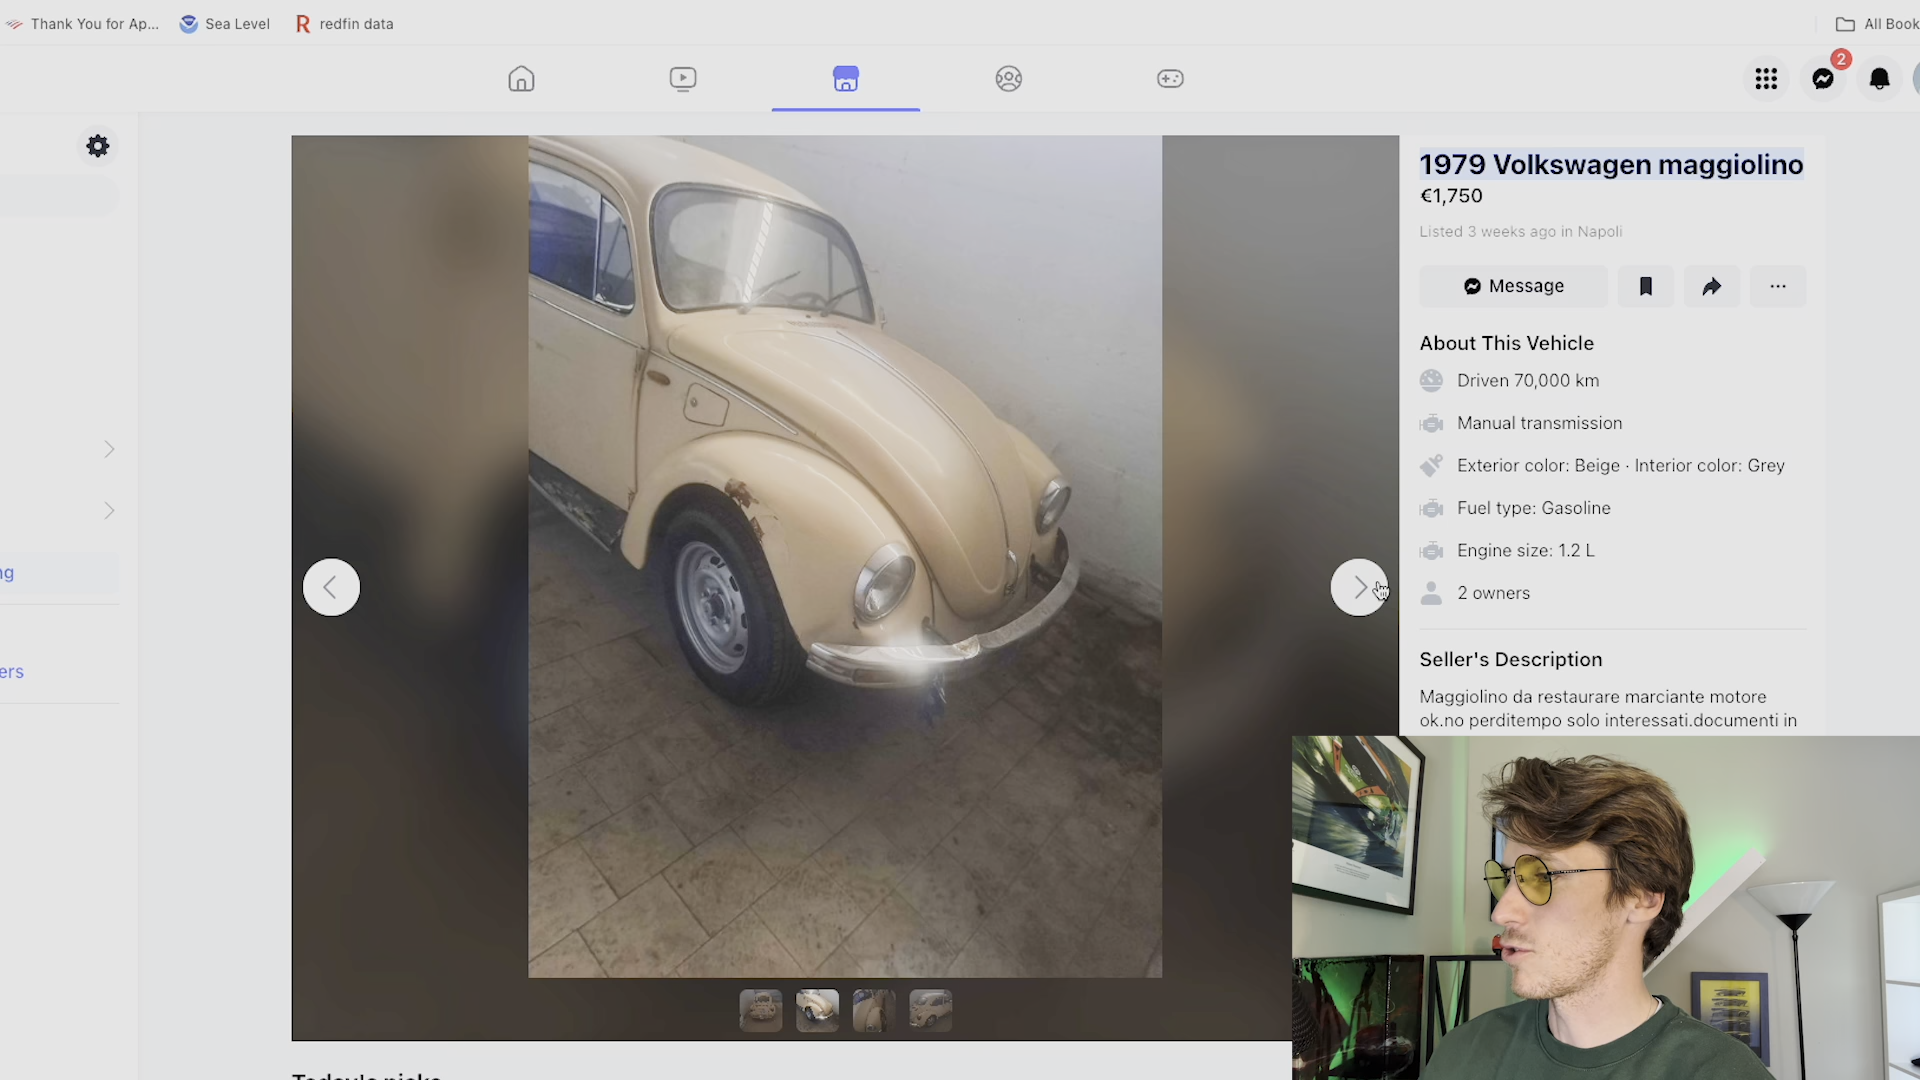 Thank You for Ap...
Sea Level
redfin data
All Book
2
1979 Volkswagen maggiolino
€1,750
Listed 3 weeks ago in Napoli
Message
About This Vehicle
Driven 70,000 km
Manual transmission
Exterior color: Beige · Interior color: Grey
Fuel type: Gasoline
Engine size: 1.2 L
2 owners
Seller's Description
Maggiolino da restaurare marciante motore
ok.no perditempo solo interessati.documenti in
ng
ers
Today's picks